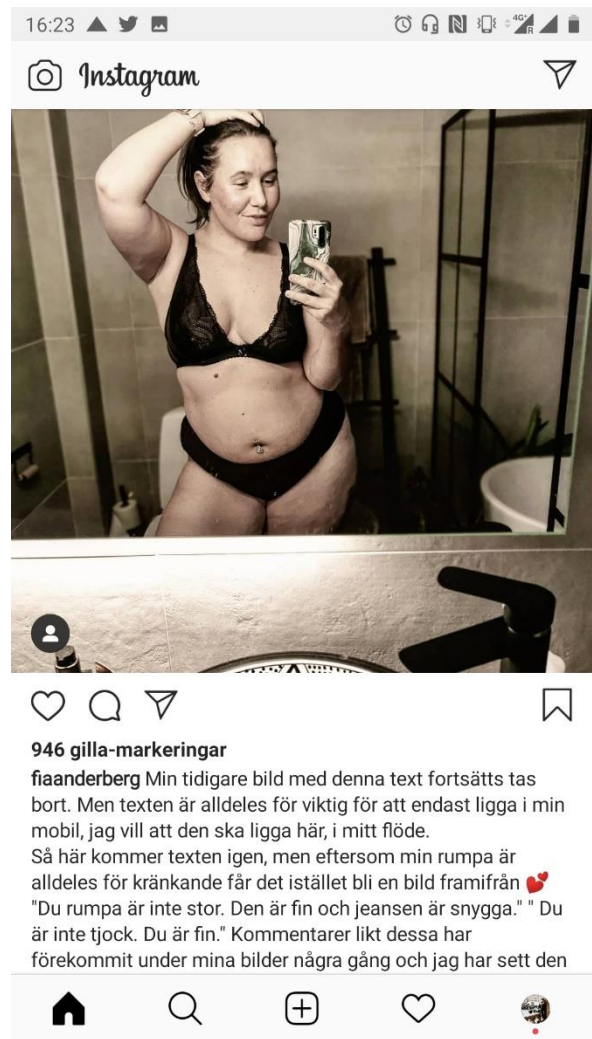 16:23
4G+
R
Instagram
946 gilla-markeringar
fiaanderberg Min tidigare bild med denna text fortsätts tas
bort. Men texten är alldeles för viktig för att endast ligga i min
mobil, jag vill att den ska ligga här, i mitt flöde.
Så här kommer texten igen, men eftersom min rumpa är
alldeles för kränkande får det istället bli en bild framifrån 💕
"Du rumpa är inte stor. Den är fin och jeansen är snygga." " Du
är inte tjock. Du är fin." Kommentarer likt dessa har
förekommit under mina bilder några gång och jag har sett den